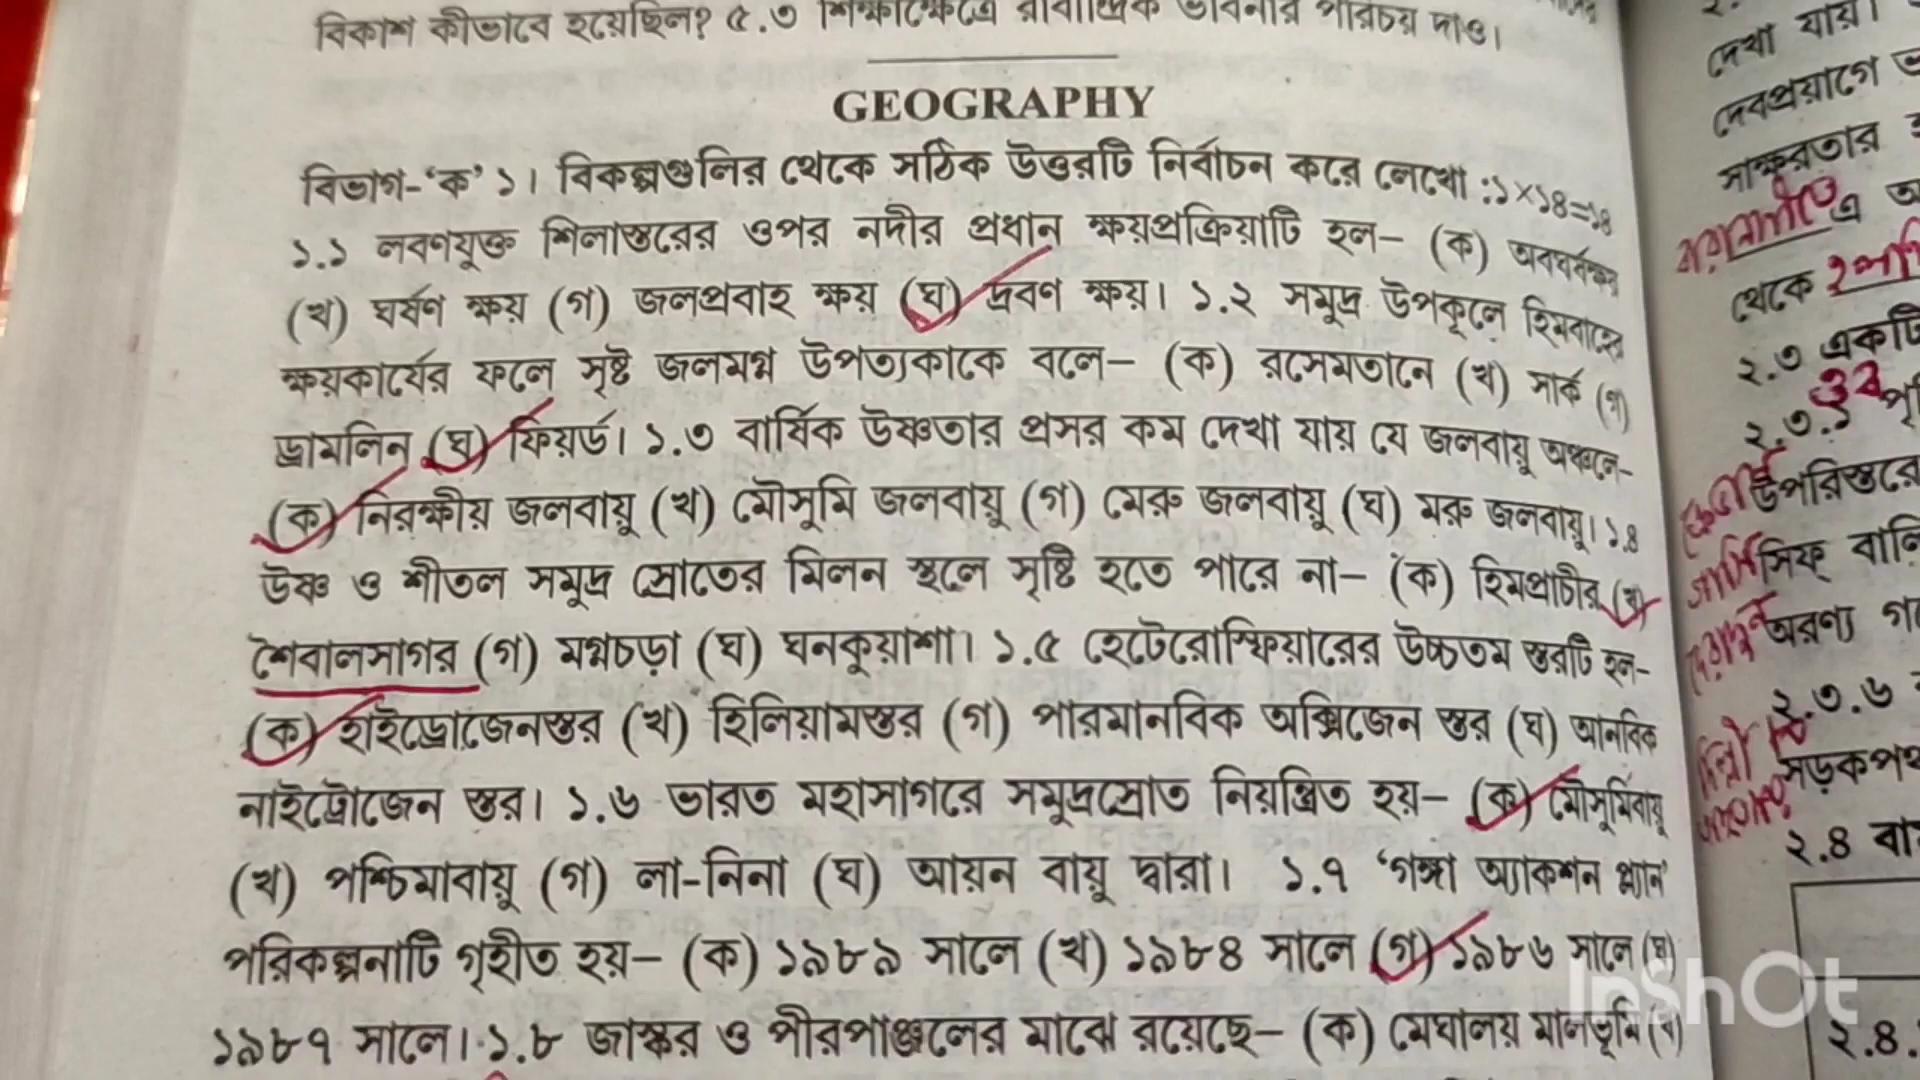 বিকাশ কীভাবে হয়েছিল? ৫.৩ শিক্ষাক্ষেত্রে রাবীন্দ্রিক ভাবনার পরিচয় দাও।
GEOGRAPHY
বিভাগ-‘ক’ ১। বিকল্পগুলির থেকে সঠিক উত্তরটি নির্বাচন করে লেখো :১×১৪=১৪
১.১ লবণযুক্ত শিলাস্তরের ওপর নদীর প্রধান ক্ষয়প্রক্রিয়াটি হল– (ক) অবঘর্ষক্ষয়
(খ) ঘর্ষণ ক্ষয় (গ) জলপ্রবাহ ক্ষয় (ঘ) দ্রবণ ক্ষয়। ১.২ সমুদ্র উপকূলে হিমবাহের
ক্ষয়কার্যের ফলে সৃষ্ট জলমগ্ন উপত্যকাকে বলে– (ক) রসেমতানে (খ) সার্ক (গ)
ড্রামলিন (ঘ) ফিয়র্ড। ১.৩ বার্ষিক উষ্ণতার প্রসর কম দেখা যায় যে জলবায়ু অঞ্চলে–
(ক) নিরক্ষীয় জলবায়ু (খ) মৌসুমি জলবায়ু (গ) মেরু জলবায়ু (ঘ) মরু জলবায়ু। ১.৪
উষ্ণ ও শীতল সমুদ্র স্রোতের মিলন স্থলে সৃষ্টি হতে পারে না– (ক) হিমপ্রাচীর (খ)
শৈবালসাগর (গ) মগ্নচড়া (ঘ) ঘনকুয়াশা। ১.৫ হেটেরোস্ফিয়ারের উচ্চতম স্তরটি হল–
(ক) হাইড্রোজেনস্তর (খ) হিলিয়ামস্তর (গ) পারমানবিক অক্সিজেন স্তর (ঘ) আনবিক
নাইট্রোজেন স্তর। ১.৬ ভারত মহাসাগরে সমুদ্রস্রোত নিয়ন্ত্রিত হয়– (ক) মৌসুমিবায়ু
(খ) পশ্চিমাবায়ু (গ) লা-নিনা (ঘ) আয়ন বায়ু দ্বারা। ১.৭ ‘গঙ্গা অ্যাকশন প্ল্যান’
পরিকল্পনাটি গৃহীত হয়– (ক) ১৯৮৯ সালে (খ) ১৯৮৪ সালে (গ) ১৯৮৬ সালে (ঘ)
১৯৮৭ সালে। ১.৮ জাস্কর ও পীরপাঞ্জালের মাঝে রয়েছে– (ক) মেঘালয় মালভূমি (খ)
দেখা যায়।
দেবপ্রয়াগে
সাক্ষরতার
থেকে
২.৩ একটি
২.৩.১
উপরিস্তরে
সিফ্ বালি
অরণ্য
২.৩.৬
সড়কপথ
২.৪
২.৪.
InShOt